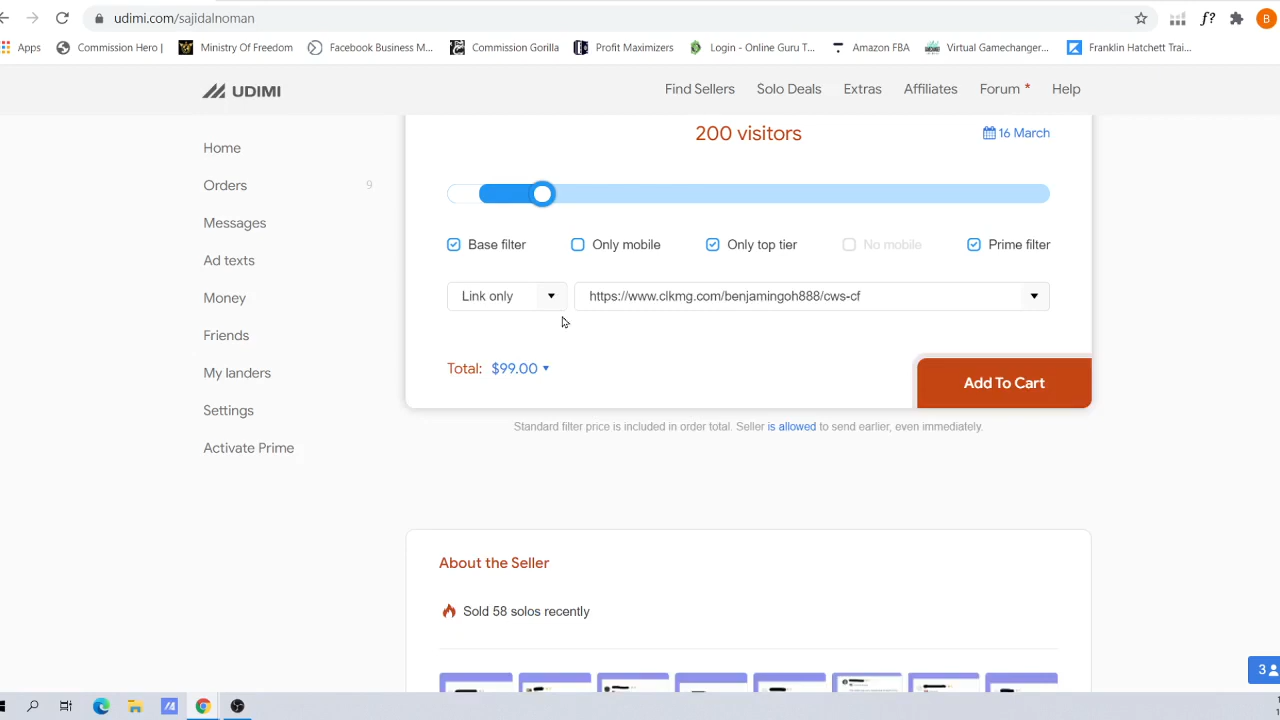 udimi.com/sajidalnoman
f?
B
Apps
Commission Hero |
Ministry Of Freedom
Facebook Business M...
Commission Gorilla
Profit Maximizers
Login - Online Guru T...
Amazon FBA
Virtual Gamechanger...
Franklin Hatchett Trai...
UDIMI
Find Sellers
Solo Deals
Extras
Affiliates
Forum *
Help
Home
Orders 9
Messages
Ad texts
Money
Friends
My landers
Settings
Activate Prime
200 visitors
16 March
Base filter
Only mobile
Only top tier
No mobile
Prime filter
Link only
https://www.clkmg.com/benjamingoh888/cws-cf
Total: $99.00
Add To Cart
Standard filter price is included in order total. Seller is allowed to send earlier, even immediately.
About the Seller
Sold 58 solos recently
3